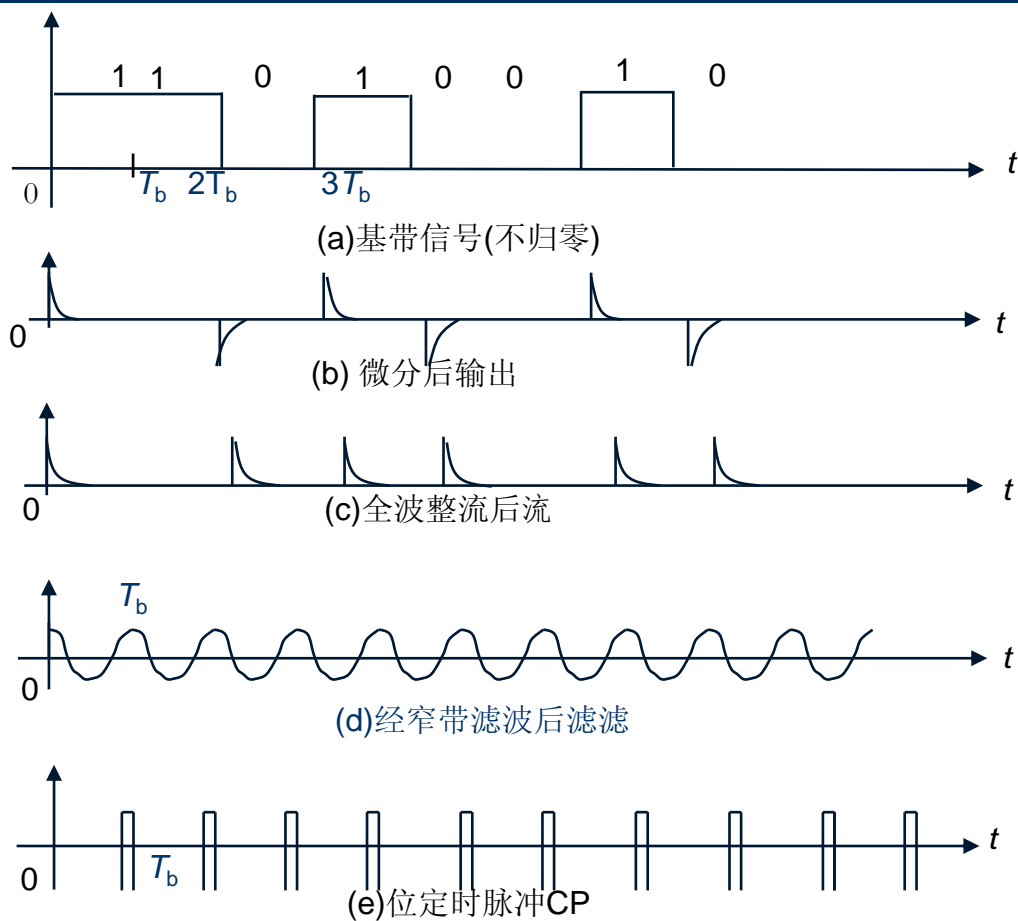 1 1 0 1 0 0 1 0
t
0 Tb 2Tb 3Tb
(a)基带信号(不归零)
0 t
(b) 微分后输出
0 t
(c)全波整流后流
Tb
0 t
(d)经窄带滤波后滤滤
t
0 Tb
(e)位定时脉冲CP